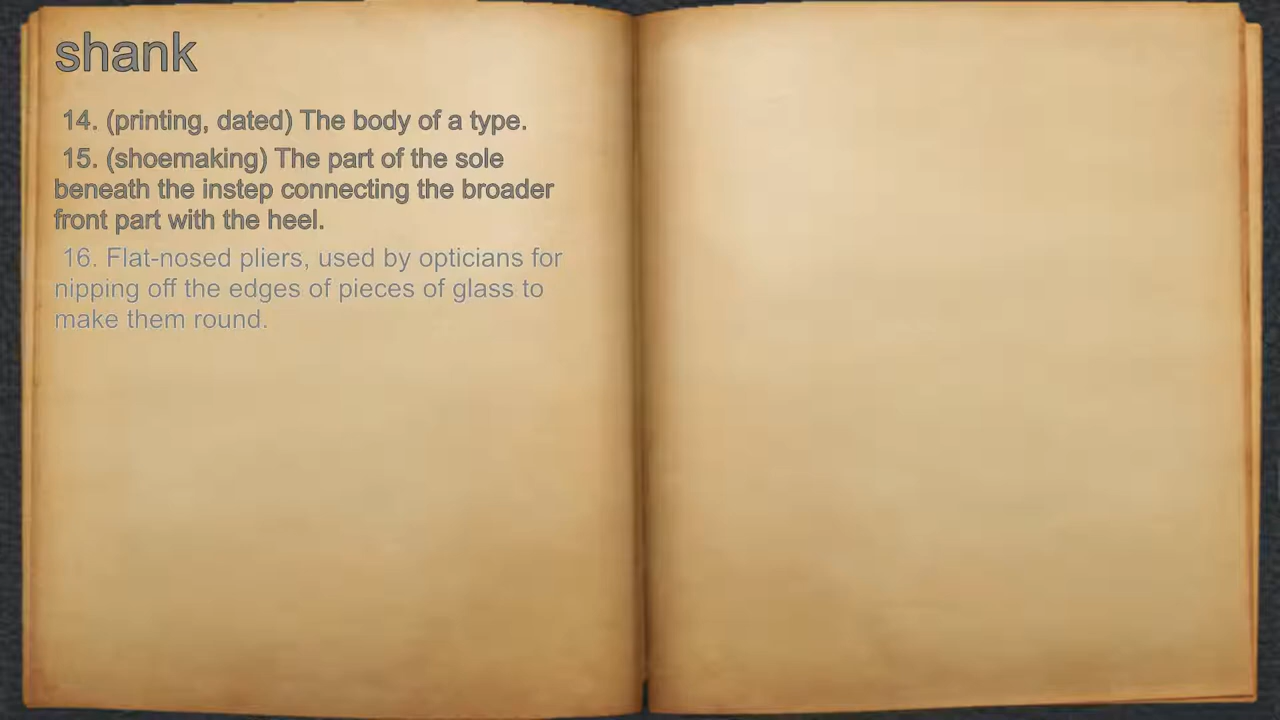 shank
14. (printing, dated) The body of a type.
15. (shoemaking) The part of the sole
beneath the instep connecting the broader
front part with the heel.
16. Flat-nosed pliers, used by opticians for
nipping off the edges of pieces of glass to
make them round.